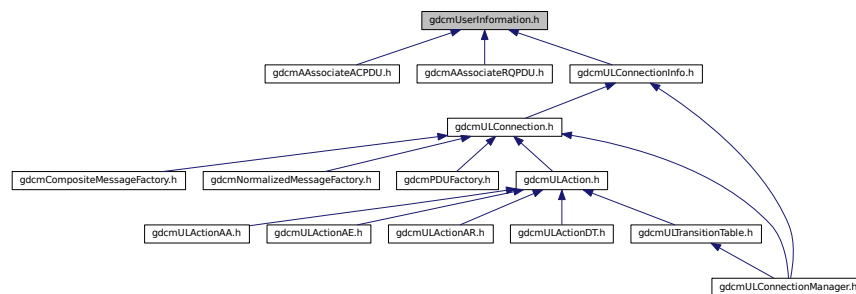 gdcmUserInformation.h
gdcmAAssociateACPDU.h
gdcmAAssociateRQPDU.h
gdcmULConnectionInfo.h
gdcmULConnection.h
gdcmCompositeMessageFactory.h
gdcmNormalizedMessageFactory.h
gdcmPDUFactory.h
gdcmULAction.h
gdcmULActionAA.h
gdcmULActionAE.h
gdcmULActionAR.h
gdcmULActionDT.h
gdcmULTransitionTable.h
gdcmULConnectionManager.h